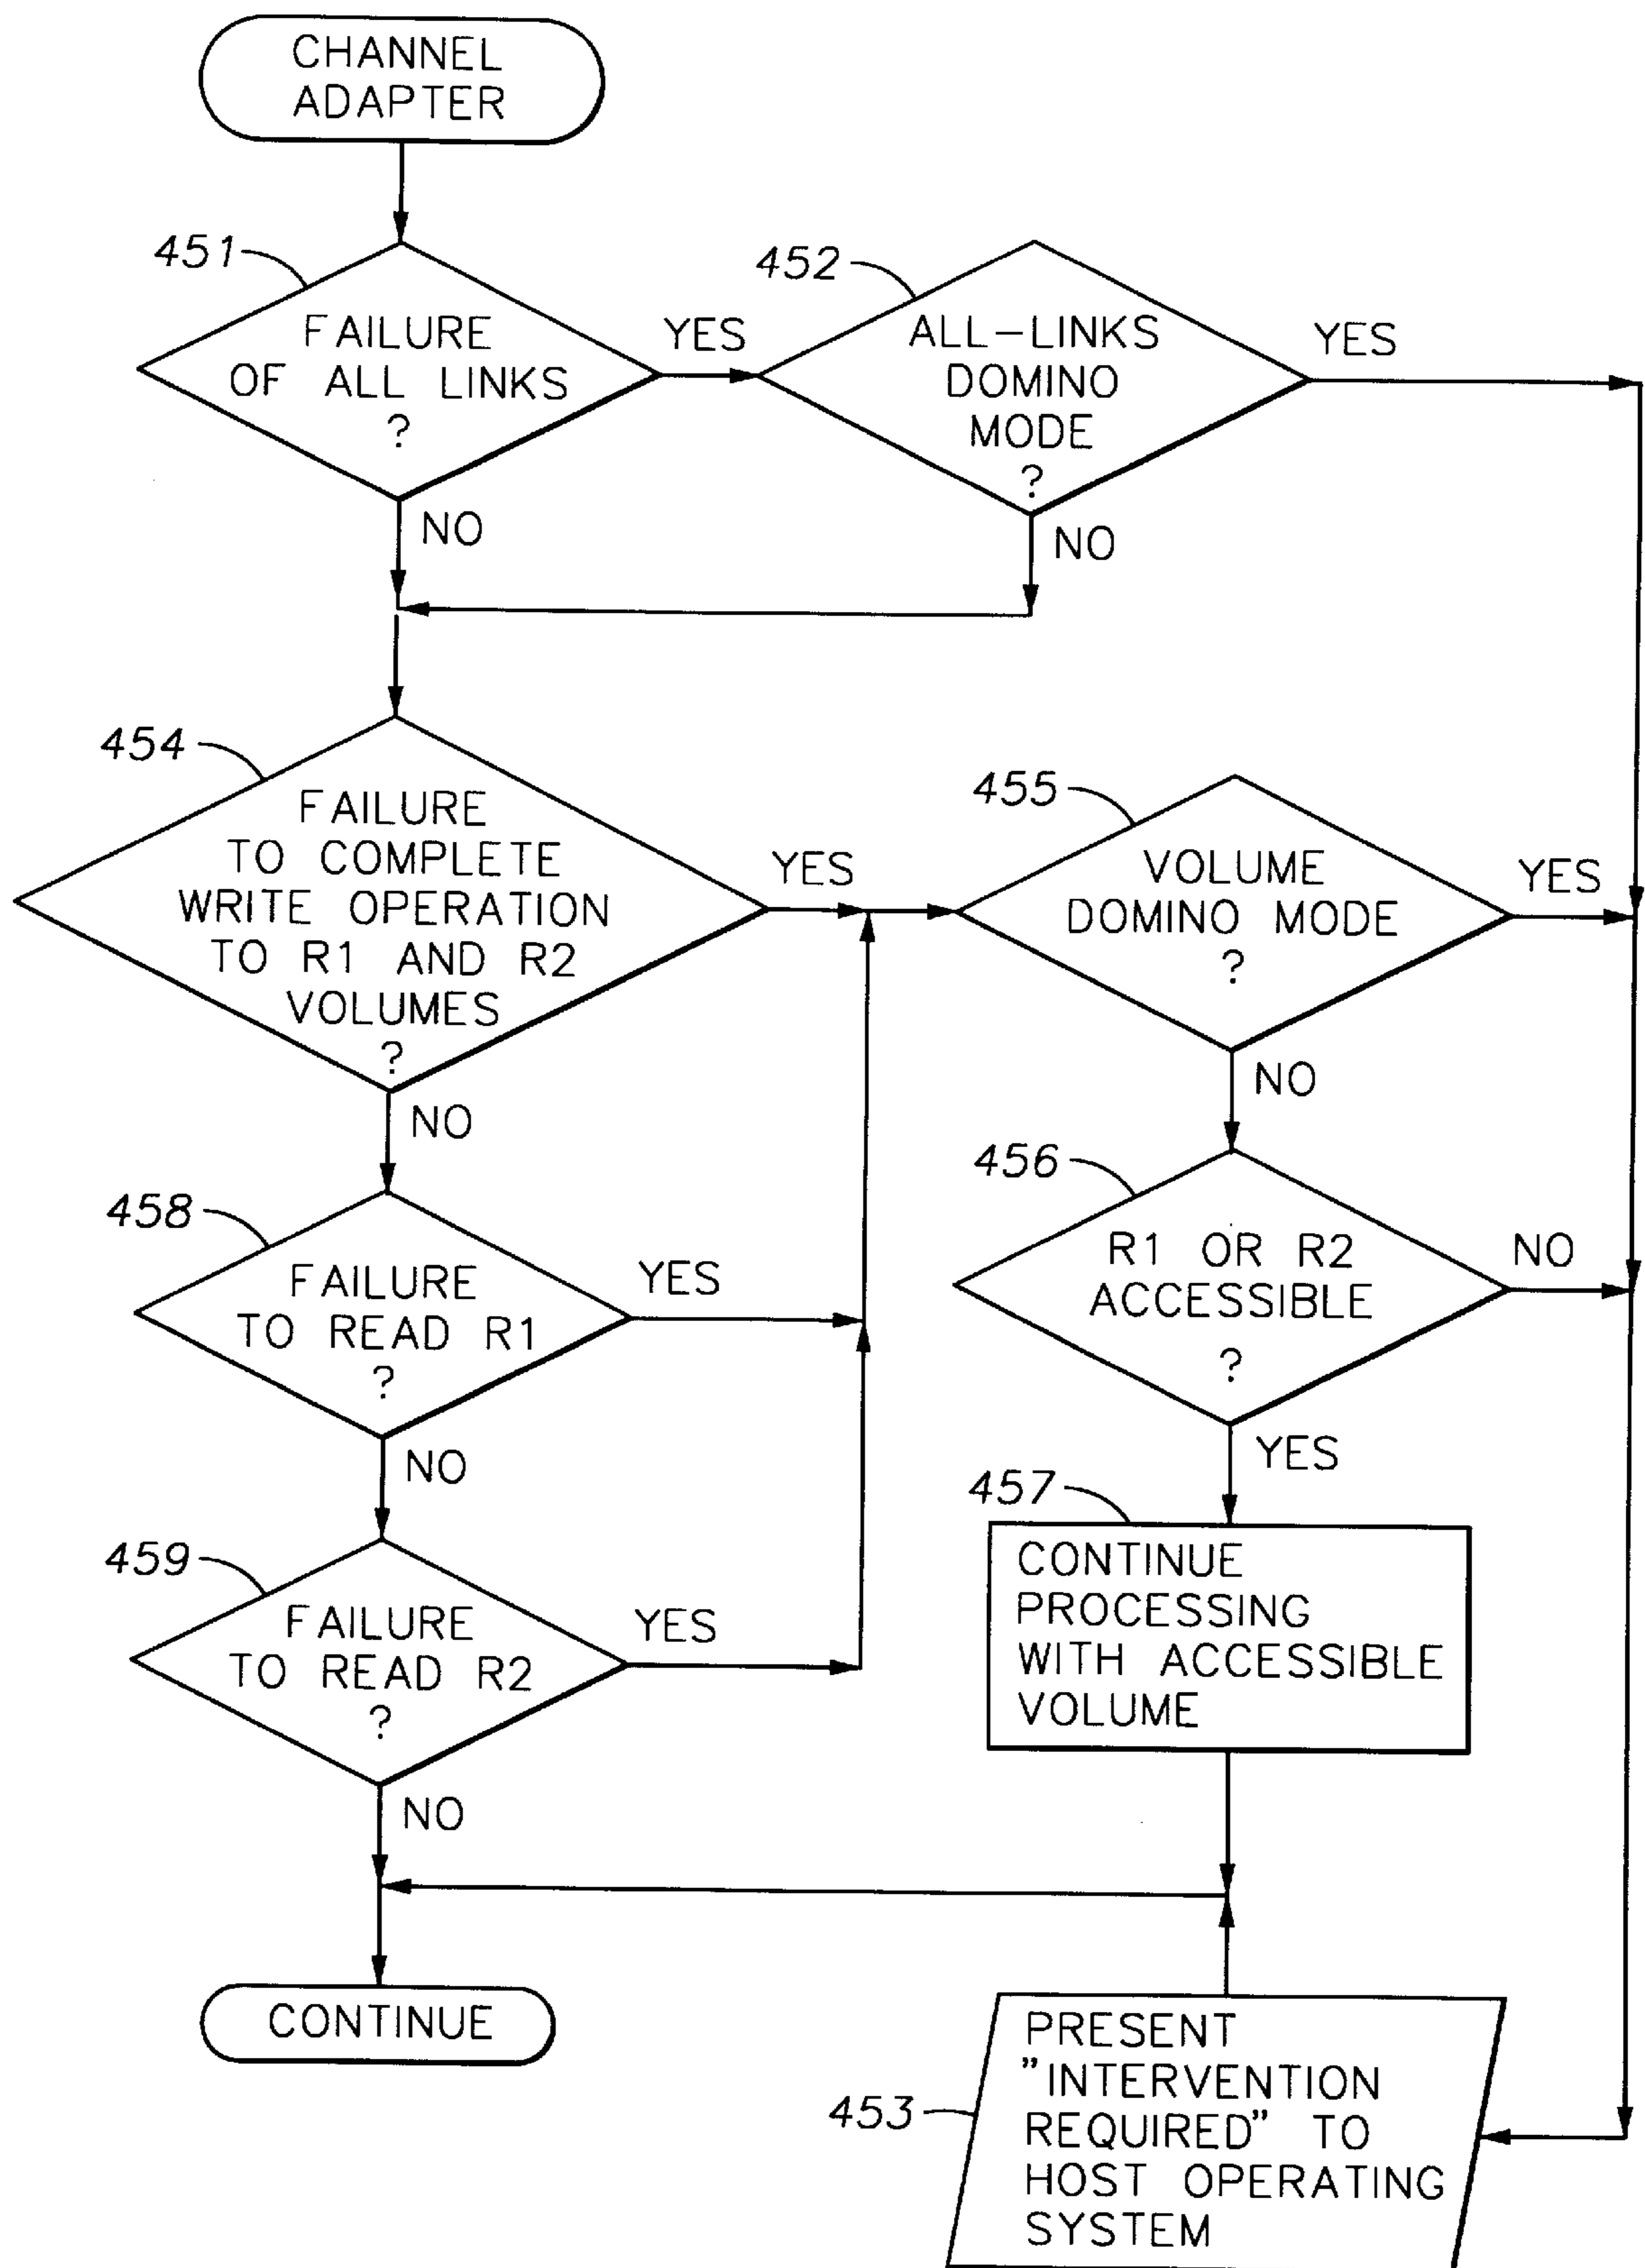 CHANNEL
ADAPTER
451
FAILURE
OF ALL LINKS
?
YES
NO
452
ALL-LINKS
DOMINO
MODE
?
YES
NO
454
FAILURE
TO COMPLETE
WRITE OPERATION
TO R1 AND R2
VOLUMES
?
YES
NO
455
VOLUME
DOMINO MODE
?
YES
NO
458
FAILURE
TO READ R1
?
YES
NO
456
R1 OR R2
ACCESSIBLE
?
NO
YES
459
FAILURE
TO READ R2
?
YES
NO
457
CONTINUE
PROCESSING
WITH ACCESSIBLE
VOLUME
CONTINUE
453
PRESENT
"INTERVENTION
REQUIRED" TO
HOST OPERATING
SYSTEM